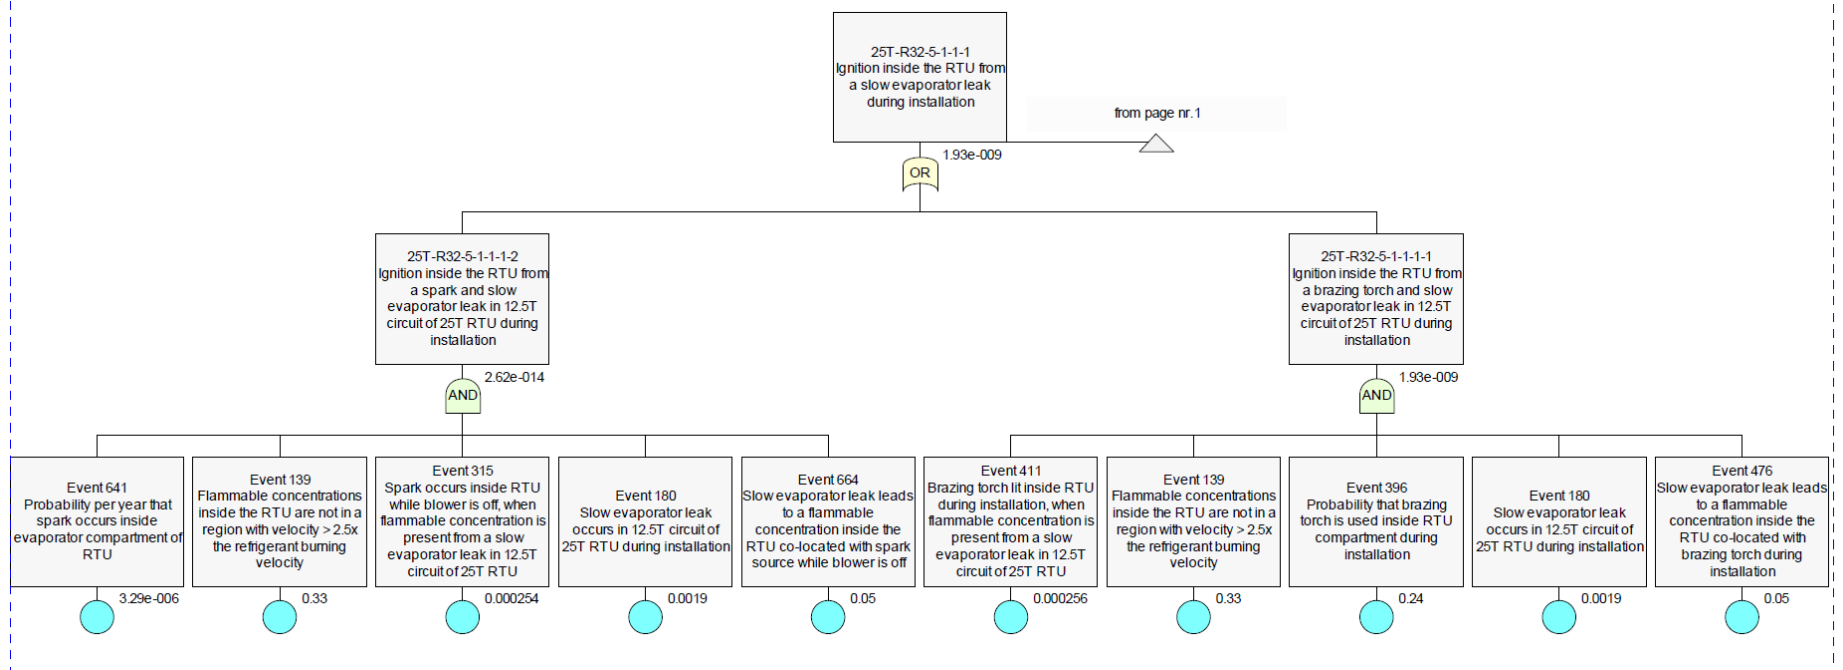 25T-R32-5-1-1-1
Ignition inside the RTU from
a slow evaporator leak
during installation
from page nr.1
1.93e-009
OR
25T-R32-5-1-1-1-2
Ignition inside the RTU from
a spark and slow
evaporator leak in 12.5T
circuit of 25T RTU during
installation
2.62e-014
AND
25T-R32-5-1-1-1-1
Ignition inside the RTU from
a brazing torch and slow
evaporator leak in 12.5T
circuit of 25T RTU during
installation
1.93e-009
AND
Event 641
Probability per year that
spark occurs inside
evaporator compartment of
RTU
3.29e-006
Event 139
Flammable concentrations
inside the RTU are not in a
region with velocity > 2.5x
the refrigerant burning
velocity
0.33
Event 315
Spark occurs inside RTU
while blower is off, when
flammable concentration is
present from a slow
evaporator leak in 12.5T
circuit of 25T RTU
0.000254
Event 180
Slow evaporator leak
occurs in 12.5T circuit of
25T RTU during installation
0.0019
Event 664
Slow evaporator leak leads
to a flammable
concentration inside the
RTU co-located with spark
source while blower is off
0.05
Event 411
Brazing torch lit inside RTU
during installation, when
flammable concentration is
present from a slow
evaporator leak in 12.5T
circuit of 25T RTU
0.000256
Event 139
Flammable concentrations
inside the RTU are not in a
region with velocity > 2.5x
the refrigerant burning
velocity
0.33
Event 396
Probability that brazing
torch is used inside RTU
compartment during
installation
0.24
Event 180
Slow evaporator leak
occurs in 12.5T circuit of
25T RTU during installation
0.0019
Event 476
Slow evaporator leak leads
to a flammable
concentration inside the
RTU co-located with
brazing torch during
installation
0.05